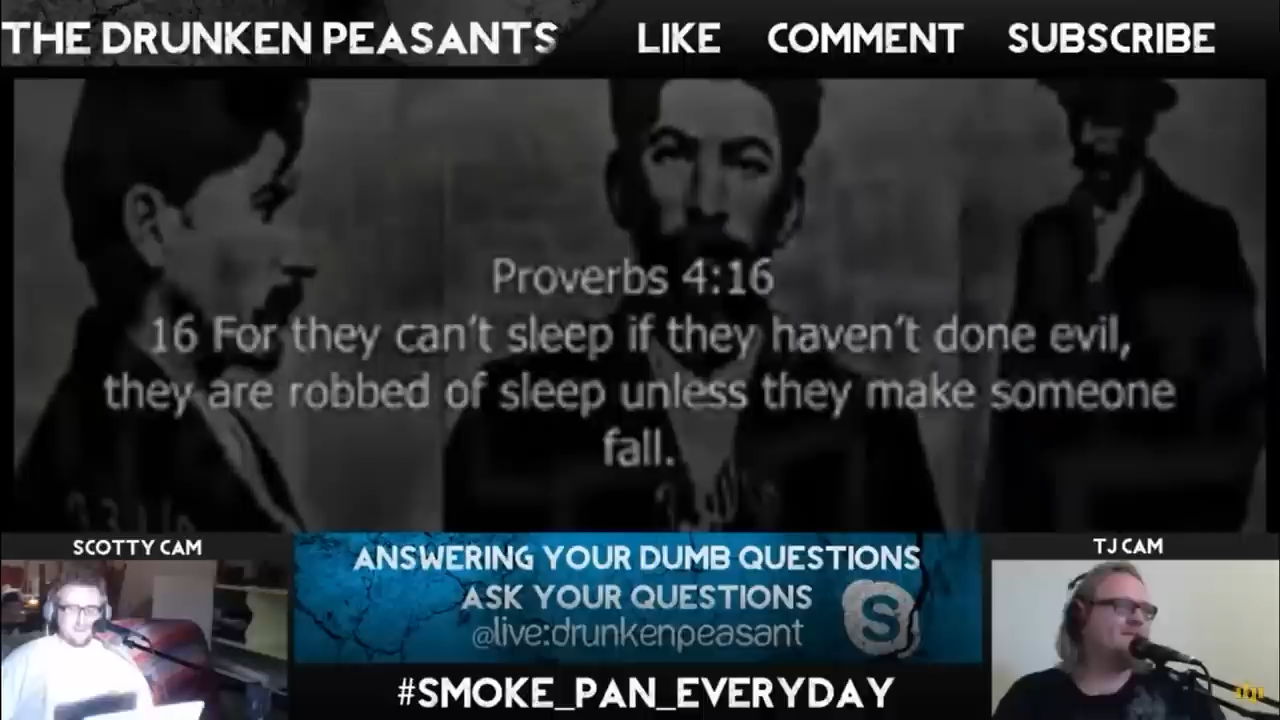 THE DRUNKEN PEASANTS
LIKE COMMENT SUBSCRIBE
Proverbs 4:16
16 For they can't sleep if they haven't done evil,
they are robbed of sleep unless they make someone
fall.
SCOTTY CAM
ANSWERING YOUR DUMB QUESTIONS
ASK YOUR QUESTIONS
@live:drunkenpeasant
S
TJ CAM
#SMOKE_PAN_EVERYDAY